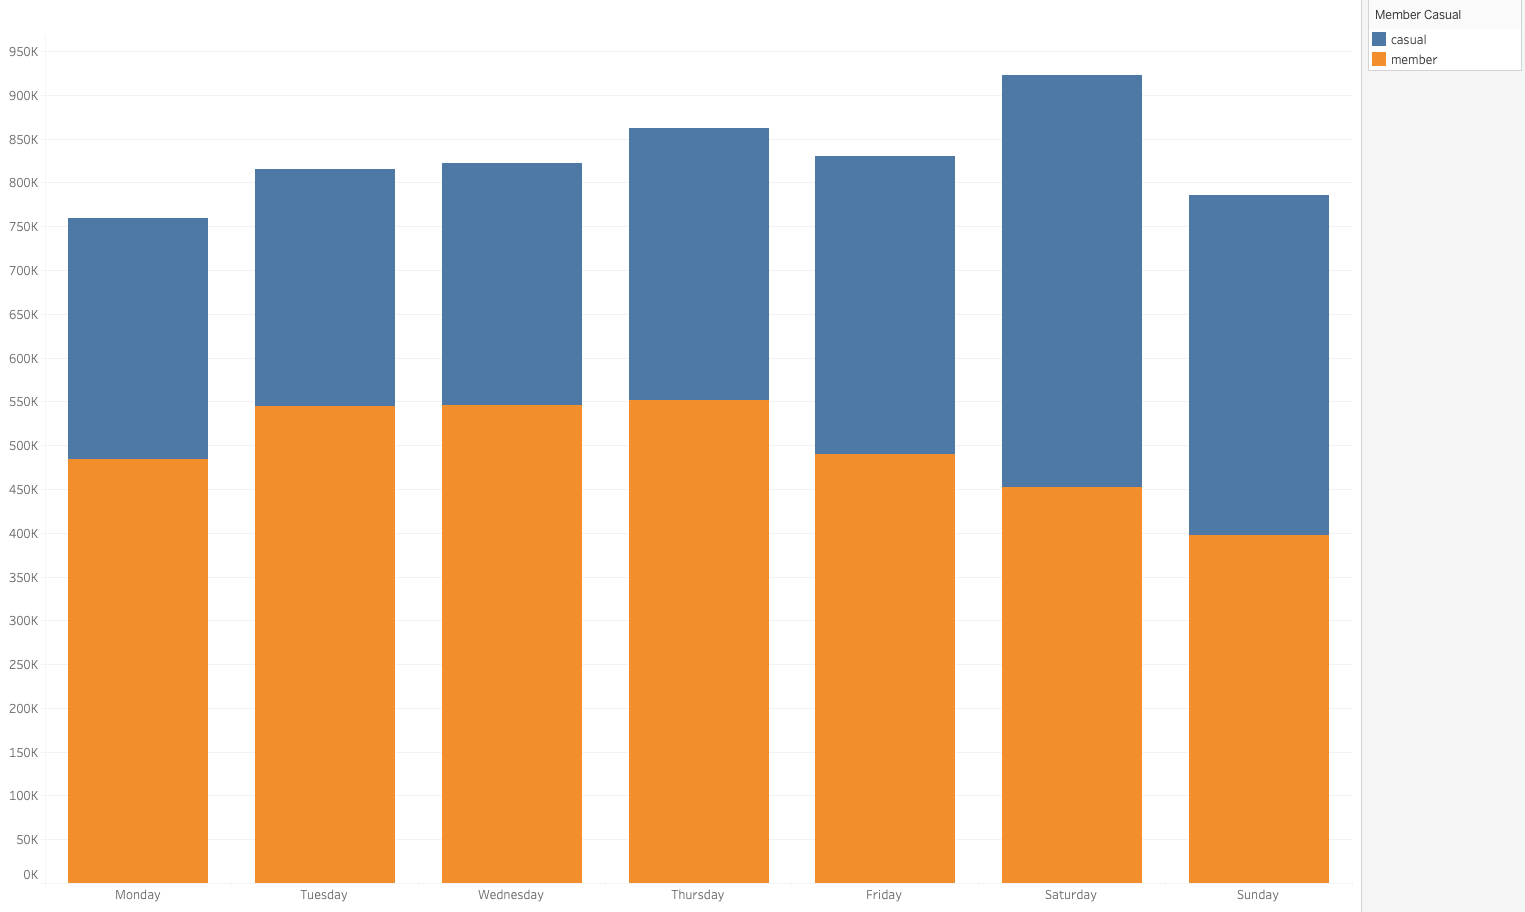 Member Casual
casual
member
950K
900K
850K
800K
750K
700K
650K
600K
550K
500K
450K
400K
350K
300K
250K
200K
150K
100K
50K
0K
Monday Tuesday Wednesday Thursday Friday Saturday Sunday